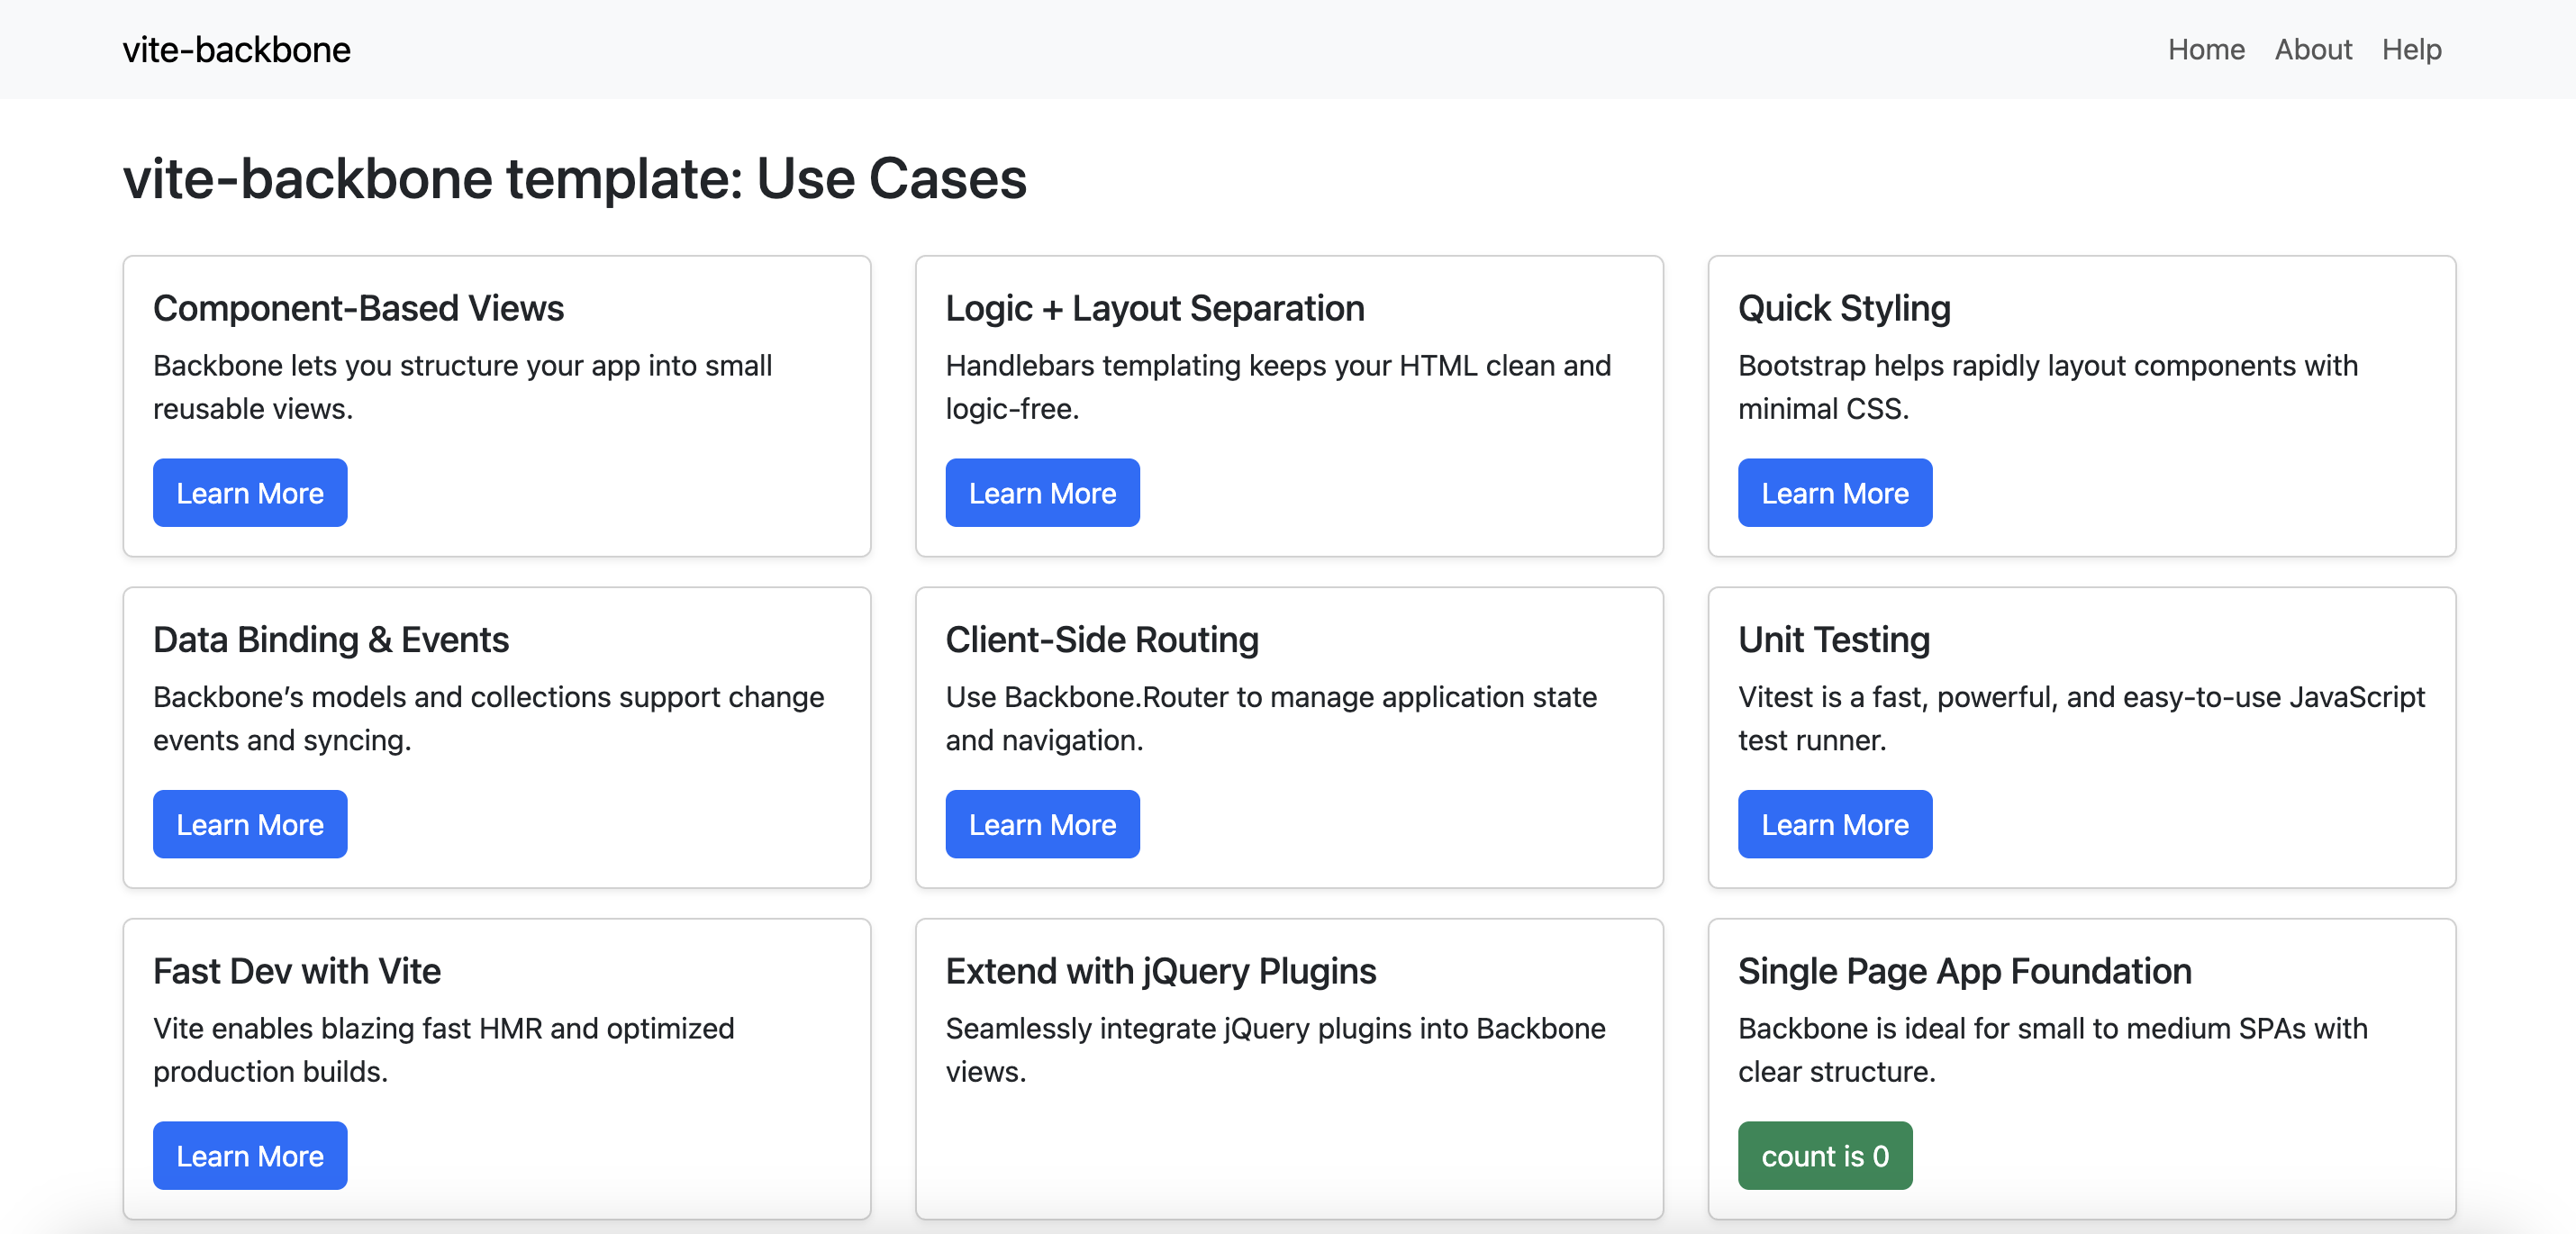 vite-backbone
Home About Help
vite-backbone template: Use Cases
Component-Based Views
Backbone lets you structure your app into small
reusable views.
Learn More
Logic + Layout Separation
Handlebars templating keeps your HTML clean and
logic-free.
Learn More
Quick Styling
Bootstrap helps rapidly layout components with
minimal CSS.
Learn More
Data Binding & Events
Backbone’s models and collections support change
events and syncing.
Learn More
Client-Side Routing
Use Backbone.Router to manage application state
and navigation.
Learn More
Unit Testing
Vitest is a fast, powerful, and easy-to-use JavaScript
test runner.
Learn More
Fast Dev with Vite
Vite enables blazing fast HMR and optimized
production builds.
Learn More
Extend with jQuery Plugins
Seamlessly integrate jQuery plugins into Backbone
views.
Single Page App Foundation
Backbone is ideal for small to medium SPAs with
clear structure.
count is 0